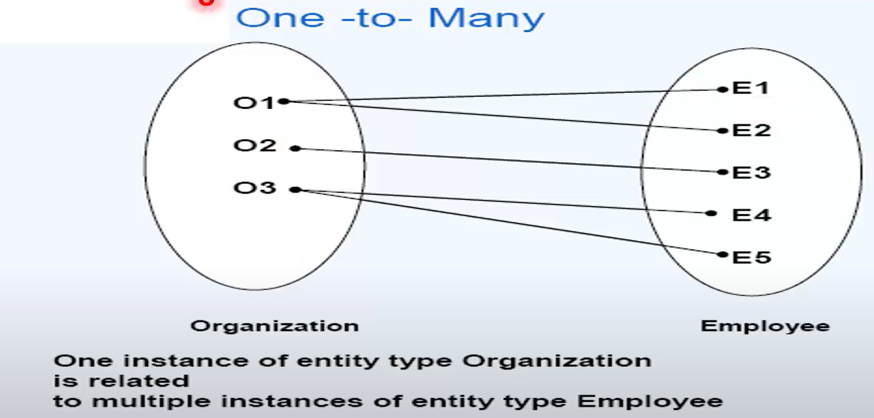 One -to- Many
O1
O2
O3
E1
E2
E3
E4
E5
Organization
Employee
One instance of entity type Organization
is related
to multiple instances of entity type Employee